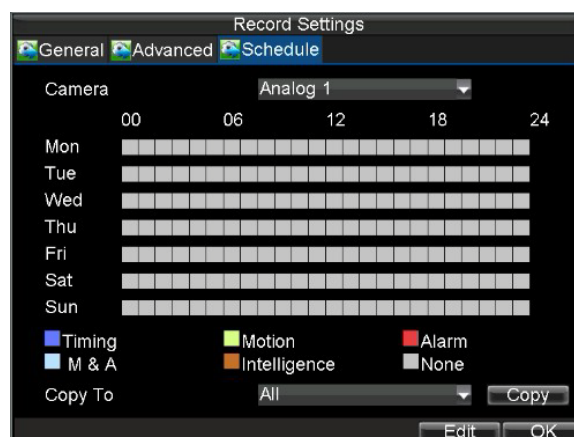 Record Settings
General Advanced Schedule
Camera Analog 1
00 06 12 18 24
Mon
Tue
Wed
Thu
Fri
Sat
Sun
Timing Motion Alarm
M & A Intelligence None
Copy To All Copy
Edit OK